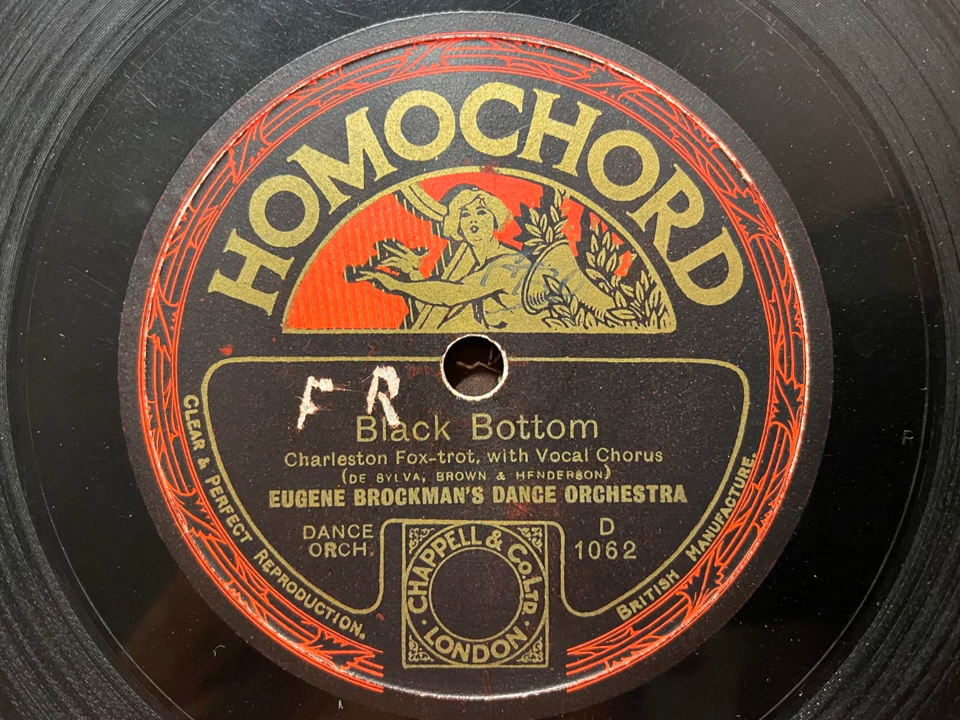 HOMOCHORD
F R
Black Bottom
Charleston Fox-trot, with Vocal Chorus
(DE SYLVA, BROWN & HENDERSON)
EUGENE BROCKMAN'S DANCE ORCHESTRA
DANCE
ORCH.
D
1062
CHAPPELL & Co. LTD.
· LONDON ·
CLEAR & PERFECT REPRODUCTION.
BRITISH MANUFACTURE.